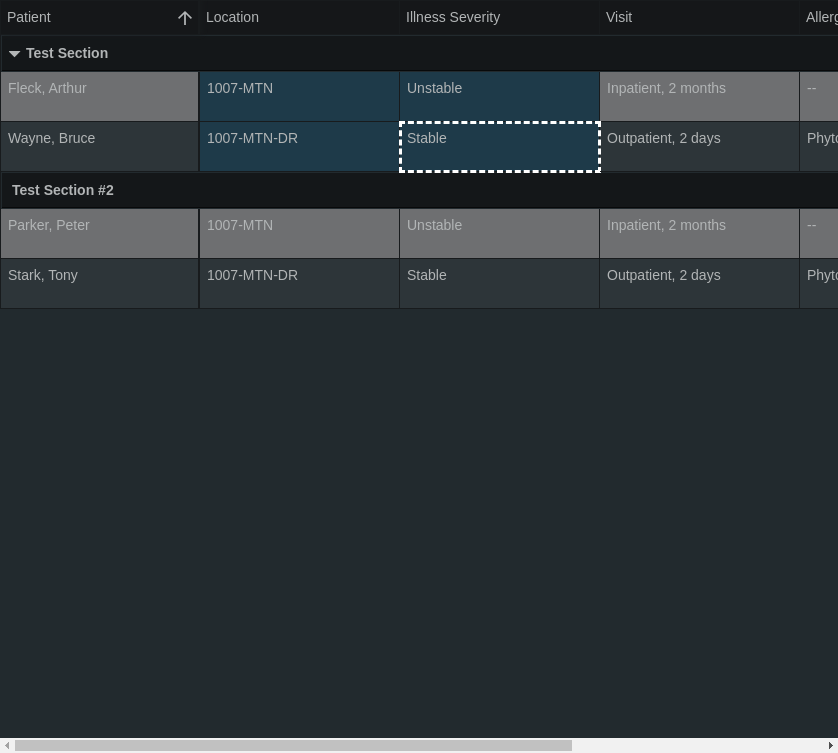 Patient Location Illness Severity Visit Allerg
Test Section
Fleck, Arthur 1007-MTN Unstable Inpatient, 2 months --
Wayne, Bruce 1007-MTN-DR Stable Outpatient, 2 days Phyto
Test Section #2
Parker, Peter 1007-MTN Unstable Inpatient, 2 months --
Stark, Tony 1007-MTN-DR Stable Outpatient, 2 days Phyto